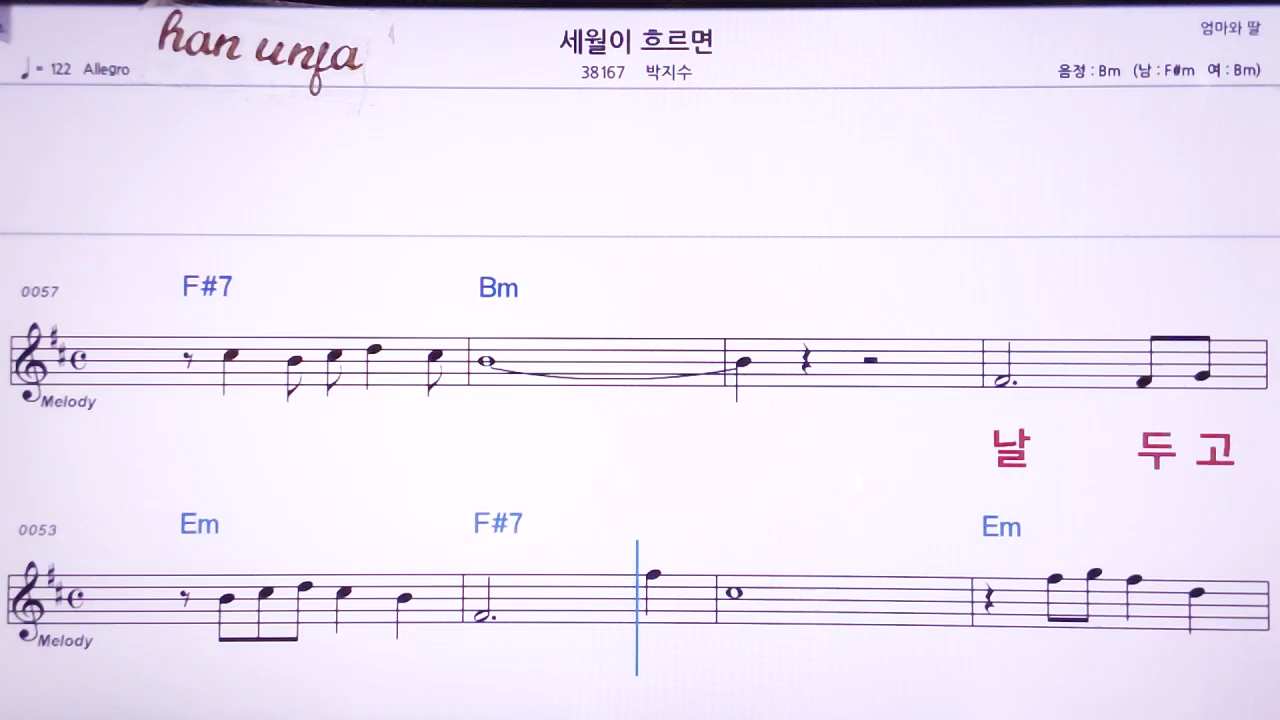 han unja
세월이 흐르면
엄마와 딸
♩= 122 Allegro
38167 박지수
음정 : Bm (남 : F#m 여 : Bm)
0057
F#7 Bm
Melody
날 두 고
0053
Em F#7 Em
Melody